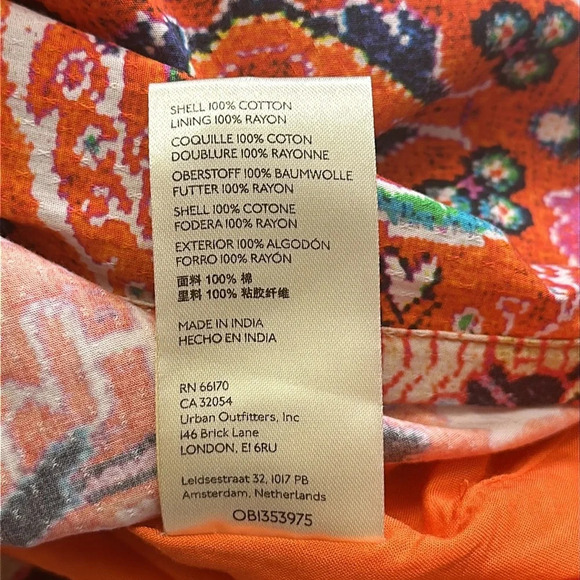 SHELL 100% COTTON
LINING 100% RAYON
COQUILLE 100% COTON
DOUBLURE 100% RAYONNE
OBERSTOFF 100% BAUMWOLLE
FUTTER 100% RAYON
SHELL 100% COTONE
FODERA 100% RAYON
EXTERIOR 100% ALGODÓN
FORRO 100% RAYÓN
面料 100% 棉
里料 100% 粘胶纤维
MADE IN INDIA
HECHO EN INDIA
RN 66170
CA 32054
Urban Outfitters, Inc
146 Brick Lane
LONDON, E1 6RU
Leidsestraat 32, 1017 PB
Amsterdam, Netherlands
OB1353975